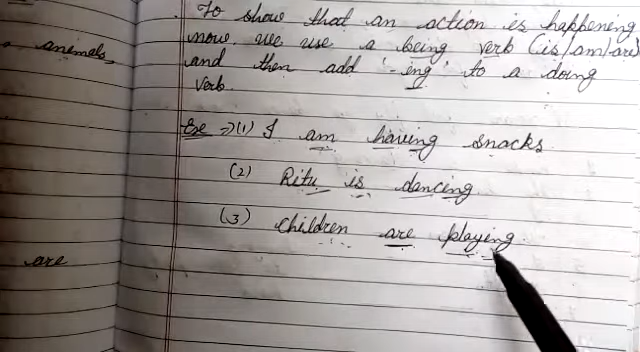 To show that an action is happening
now, we use a being verb (is/am/are)
animals,
and then add '-ing' to a doing
verb.
Ex ⇒ (1) I am having snacks
(2) Ritu is dancing
(3) Children are playing.
are